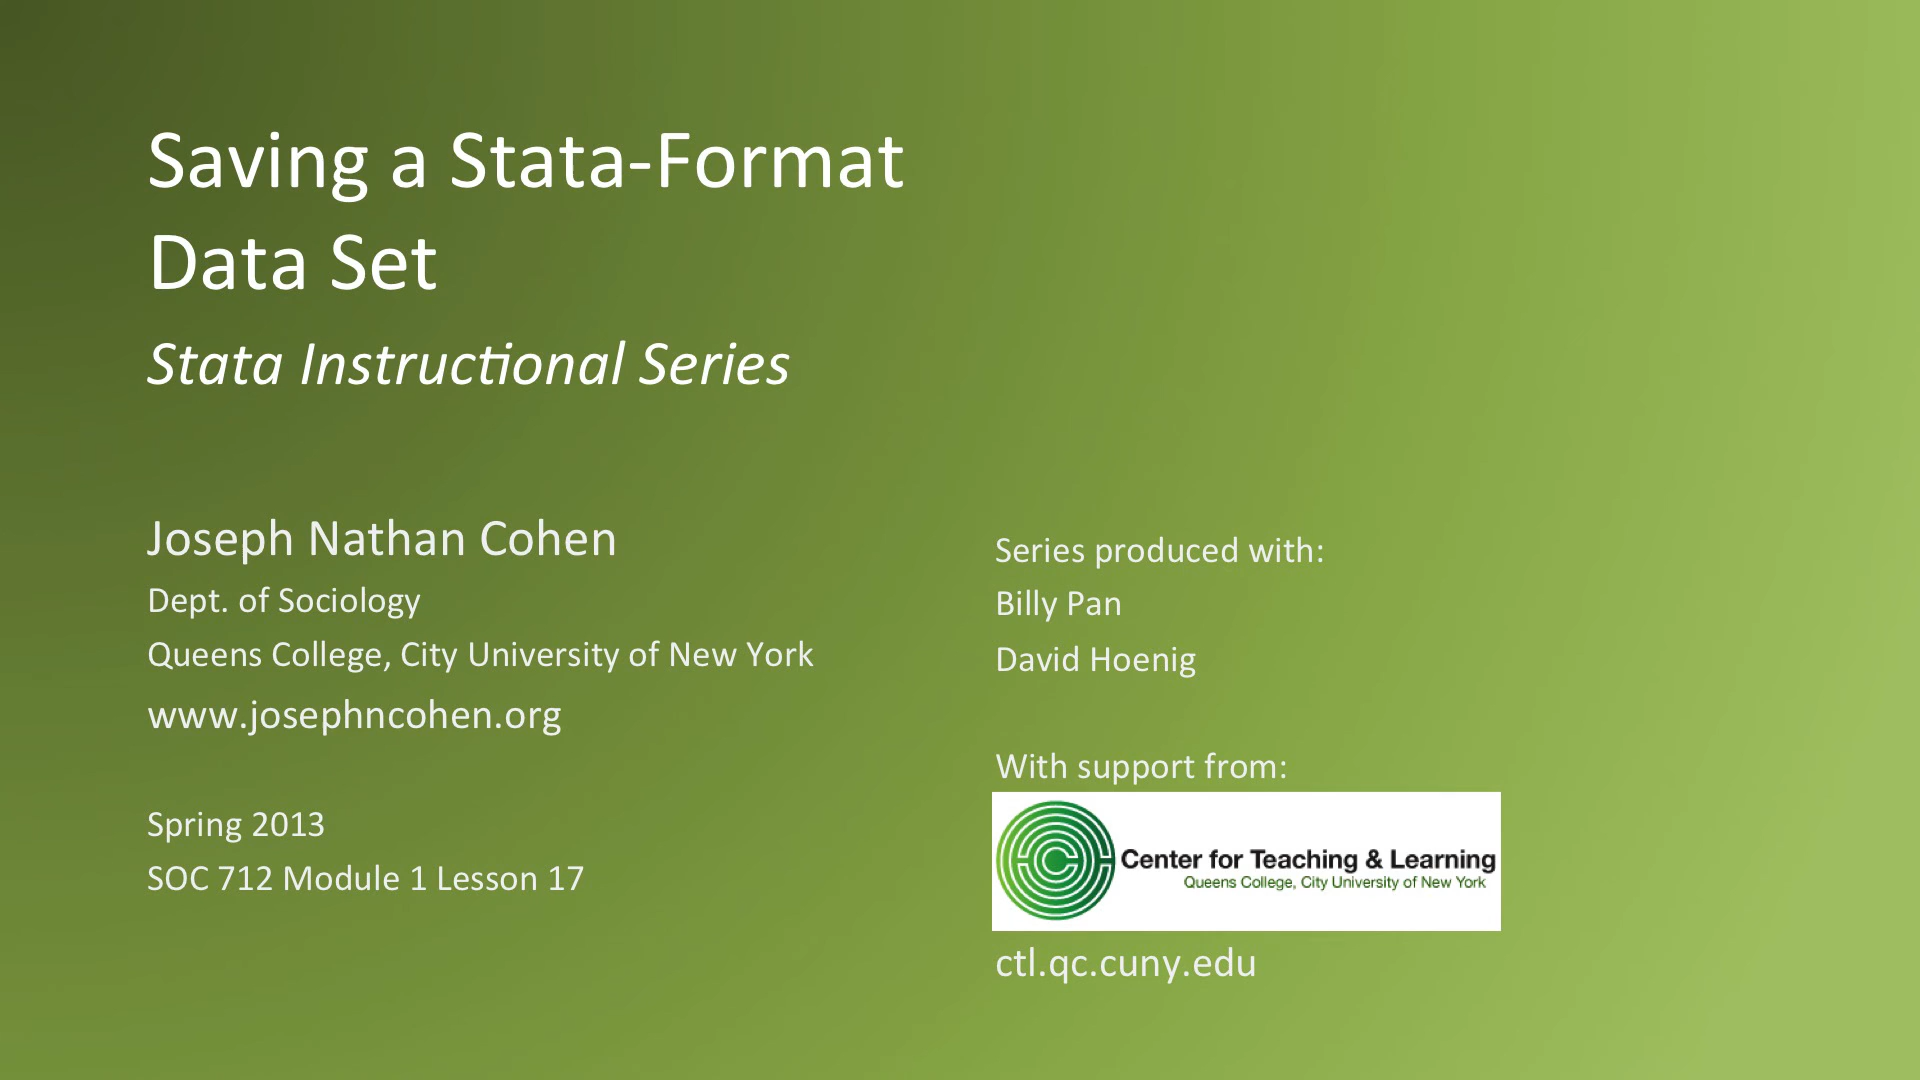 Saving a Stata-Format
Data Set
Stata Instructional Series
Joseph Nathan Cohen
Dept. of Sociology
Queens College, City University of New York
www.josephncohen.org
Spring 2013
SOC 712 Module 1 Lesson 17
Series produced with:
Billy Pan
David Hoenig
With support from:
Center for Teaching & Learning
Queens College, City University of New York
ctl.qc.cuny.edu